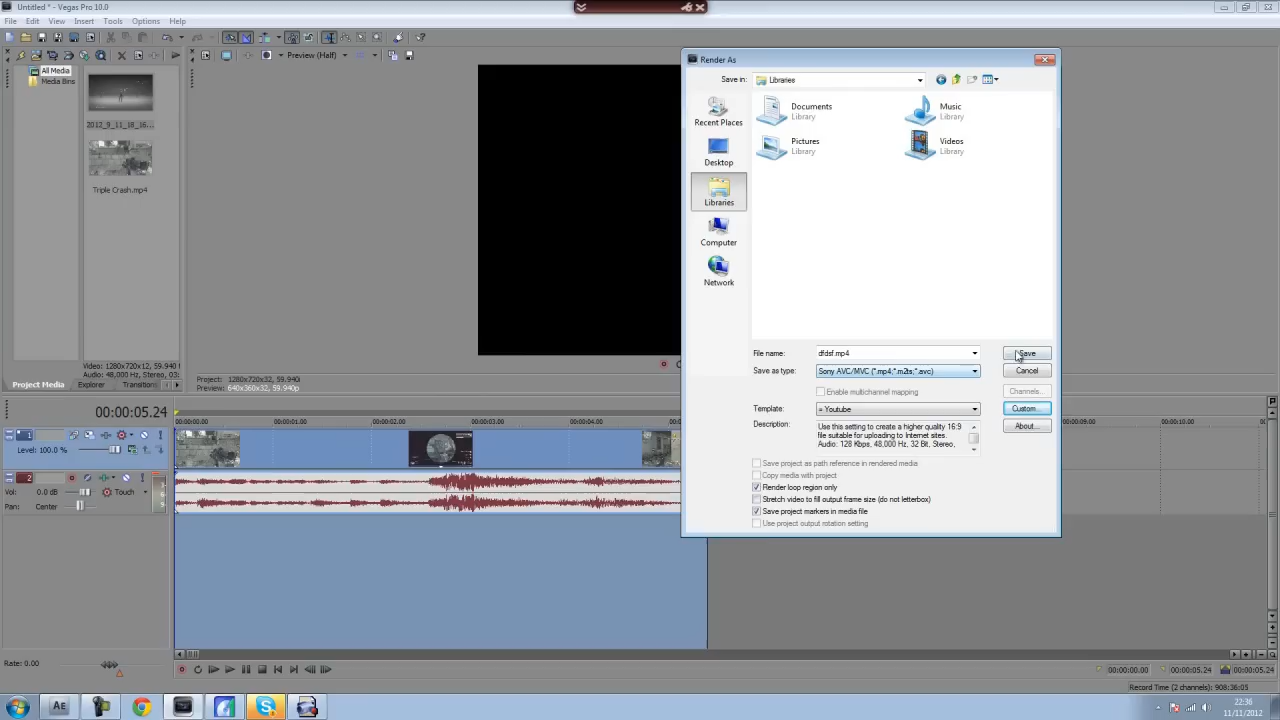 Untitled * - Vegas Pro 10.0
File Edit View Insert Tools Options Help
Preview (Half)
All Media
Media Bins
2012_9_11_18_16...
Triple Crash.mp4
Video: 1280x720x12, 59.940
Audio: 48,000 Hz, Stereo, 03:
Project Media Explorer Transitions
Project: 1280x720x32, 59.940i
Preview: 640x360x32, 59.940p
Render As
Save in: Libraries
Recent Places
Desktop
Libraries
Computer
Network
Documents
Library
Music
Library
Pictures
Library
Videos
Library
File name: dfdsf.mp4 Save
Save as type: Sony AVC/MVC (*.mp4;*.m2ts;*.avc) Cancel
Enable multichannel mapping Channels...
Template: Youtube Custom...
Description: Use this setting to create a higher quality 16:9
file suitable for uploading to Internet sites.
Audio: 128 Kbps, 48,000 Hz, 32 Bit, Stereo,
About...
Save project as path reference in rendered media
Copy media with project
Render loop region only
Stretch video to fill output frame size (do not letterbox)
Save project markers in media file
Use project output rotation setting
00:00:05.24
00:00:00.00 00:00:01.00 00:00:02.00 00:00:03.00 00:00:04.00 00:00:09.00 00:00:10.00
1
Level: 100.0 %
2
Vol: 0.0 dB Touch
Pan: Center
Rate: 0.00
00:00:00.00 00:00:05.24 00:00:05.24
Record Time (2 channels): 908:36:05
Ae
22:36
11/11/2012